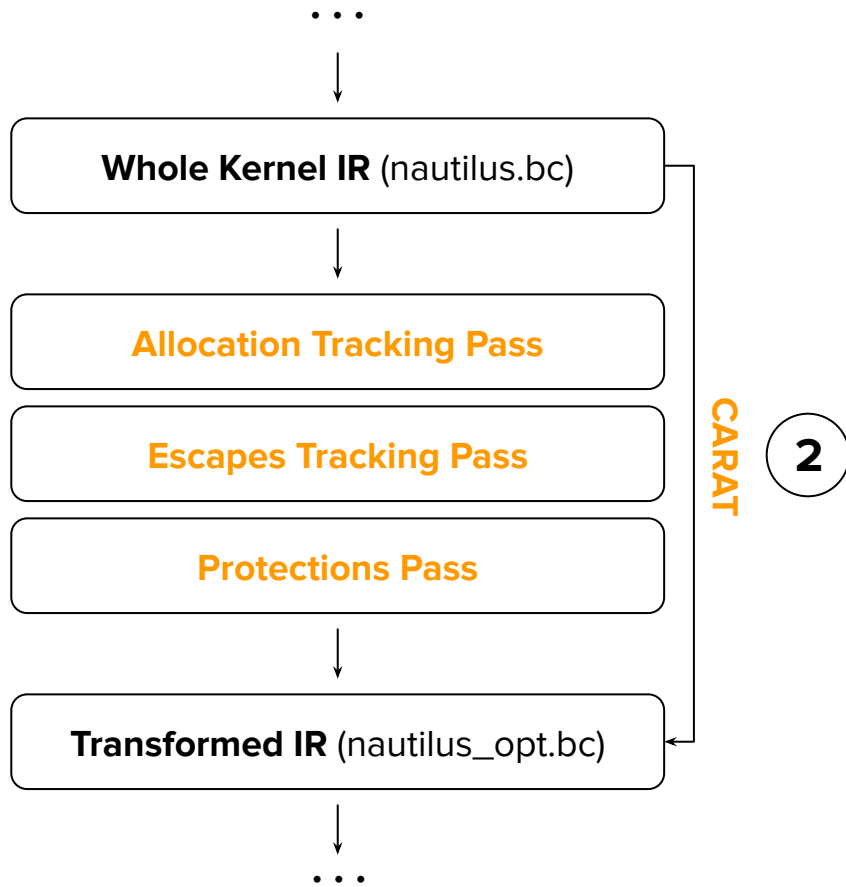 ...
Whole Kernel IR (nautilus.bc)
Allocation Tracking Pass
Escapes Tracking Pass
Protections Pass
CARAT
2
Transformed IR (nautilus_opt.bc)
...